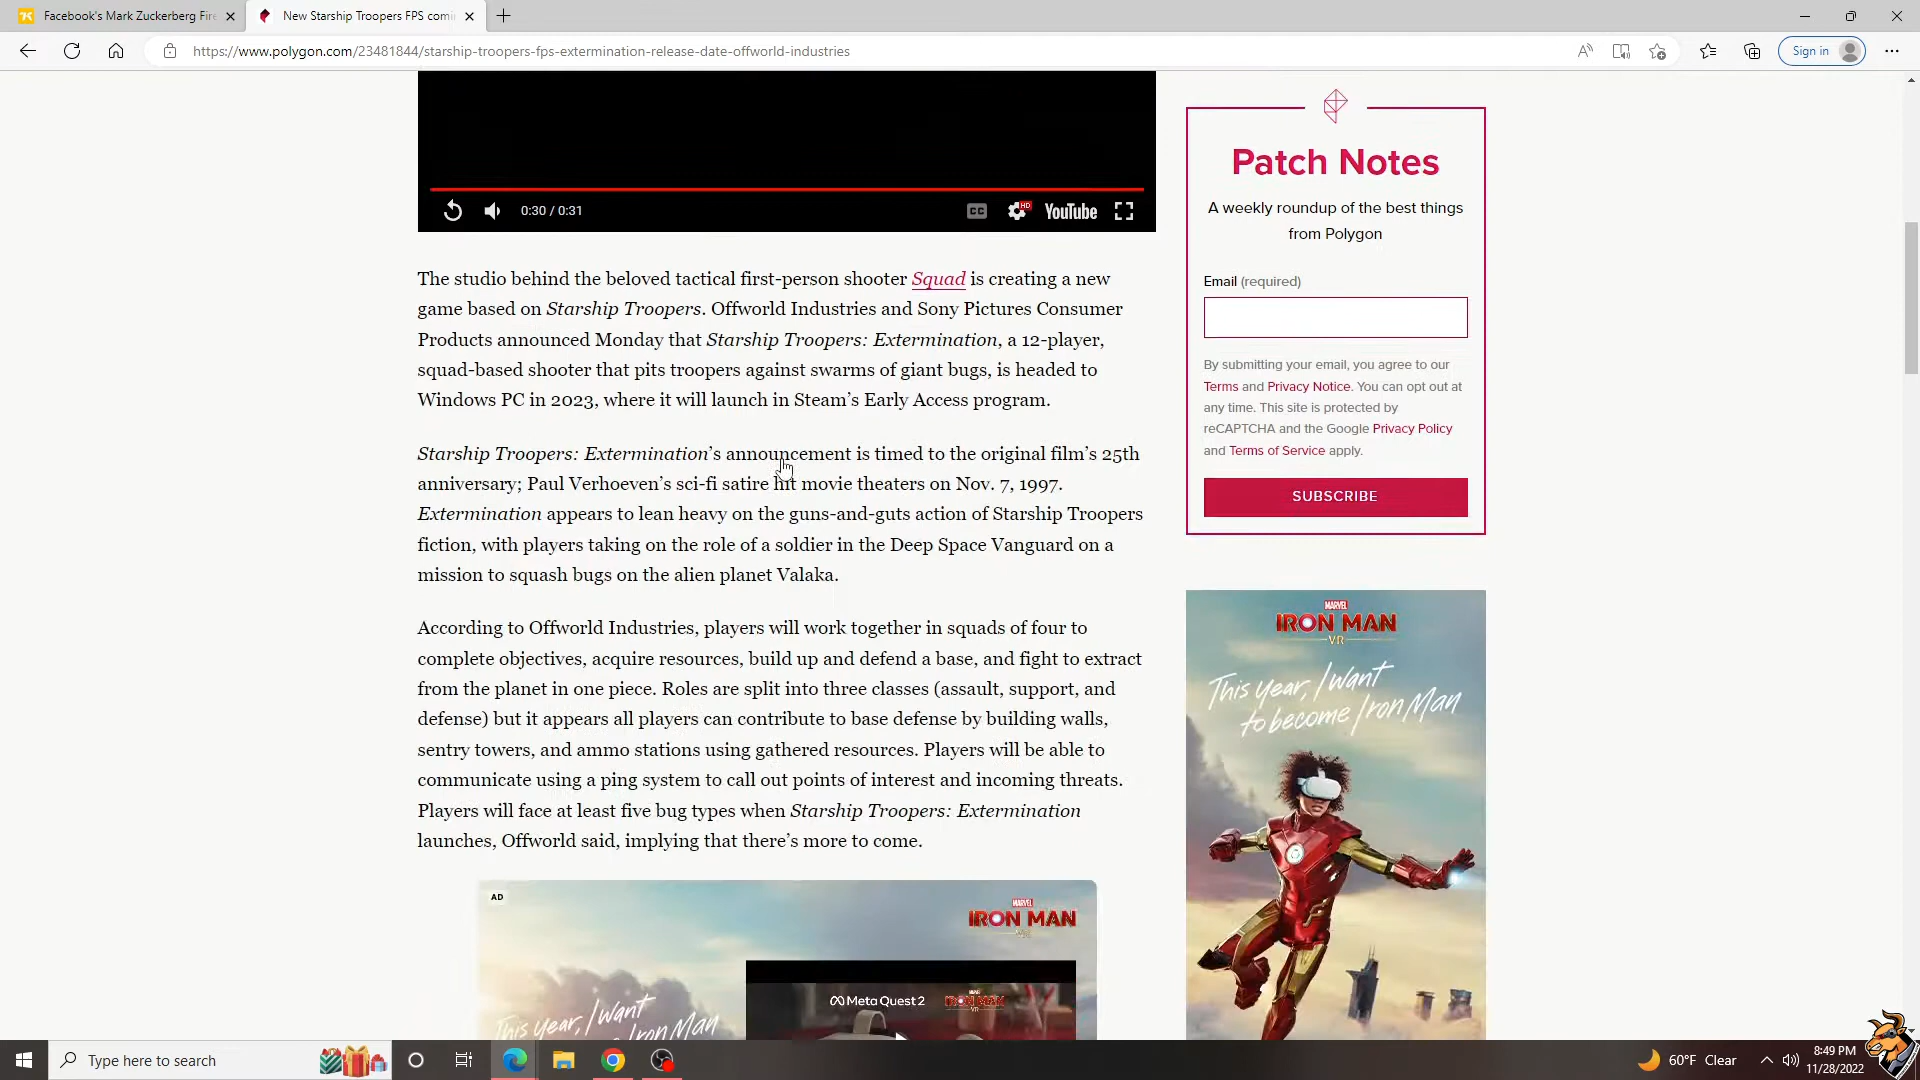 Facebook's Mark Zuckerberg Fire
New Starship Troopers FPS comi
https://www.polygon.com/23481844/starship-troopers-fps-extermination-release-date-offworld-industries
Sign in
0:30 / 0:31
CC
HD
YouTube
The studio behind the beloved tactical first-person shooter Squad is creating a new
game based on Starship Troopers. Offworld Industries and Sony Pictures Consumer
Products announced Monday that Starship Troopers: Extermination, a 12-player,
squad-based shooter that pits troopers against swarms of giant bugs, is headed to
Windows PC in 2023, where it will launch in Steam's Early Access program.
Starship Troopers: Extermination's announcement is timed to the original film's 25th
anniversary; Paul Verhoeven's sci-fi satire hit movie theaters on Nov. 7, 1997.
Extermination appears to lean heavy on the guns-and-guts action of Starship Troopers
fiction, with players taking on the role of a soldier in the Deep Space Vanguard on a
mission to squash bugs on the alien planet Valaka.
According to Offworld Industries, players will work together in squads of four to
complete objectives, acquire resources, build up and defend a base, and fight to extract
from the planet in one piece. Roles are split into three classes (assault, support, and
defense) but it appears all players can contribute to base defense by building walls,
sentry towers, and ammo stations using gathered resources. Players will be able to
communicate using a ping system to call out points of interest and incoming threats.
Players will face at least five bug types when Starship Troopers: Extermination
launches, Offworld said, implying that there's more to come.
AD
MARVEL
IRON MAN
VR
This year, I want
Iron Man
Meta Quest 2
IRON MAN
VR
Patch Notes
A weekly roundup of the best things
from Polygon
Email (required)
By submitting your email, you agree to our
Terms and Privacy Notice. You can opt out at
any time. This site is protected by
reCAPTCHA and the Google Privacy Policy
and Terms of Service apply.
SUBSCRIBE
MARVEL
IRON MAN
VR
This year, I want
to become Iron Man
Type here to search
60°F Clear
8:49 PM
11/28/2022